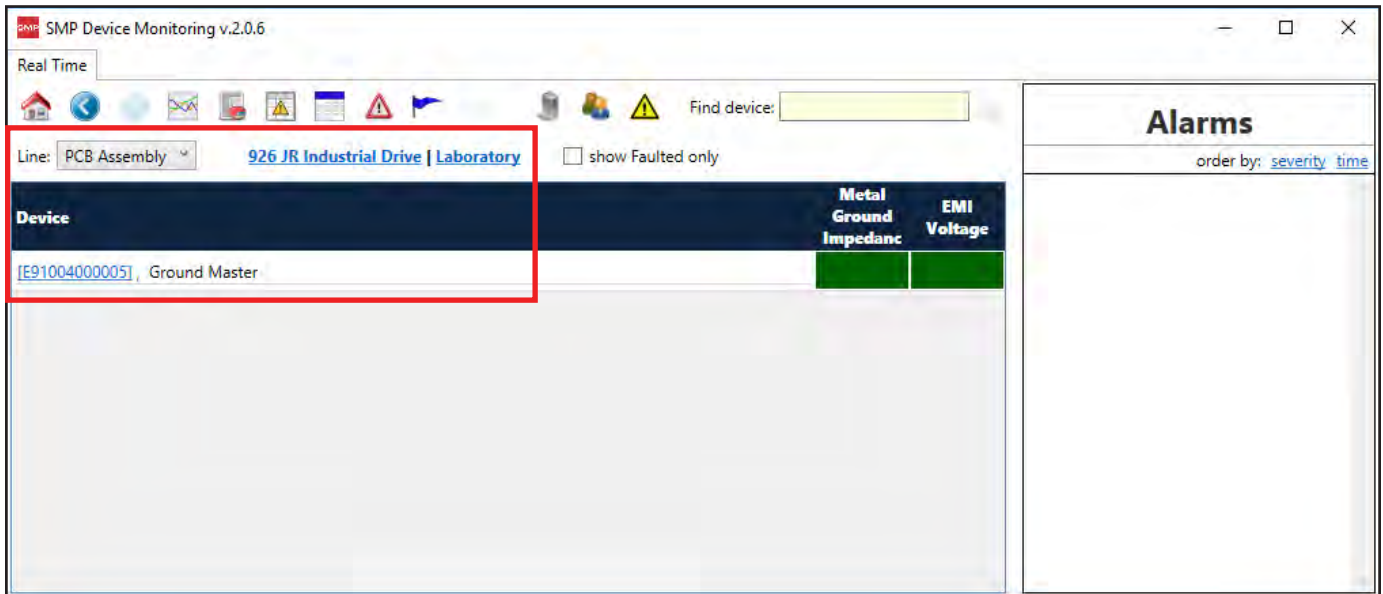 SMP SMP Device Monitoring v.2.0.6
Real Time
Find device:
Line: PCB Assembly 926 JR Industrial Drive | Laboratory show Faulted only
Device
Metal
Ground
Impedanc
EMI
Voltage
[E91004000005] , Ground Master
Alarms
order by: severity time